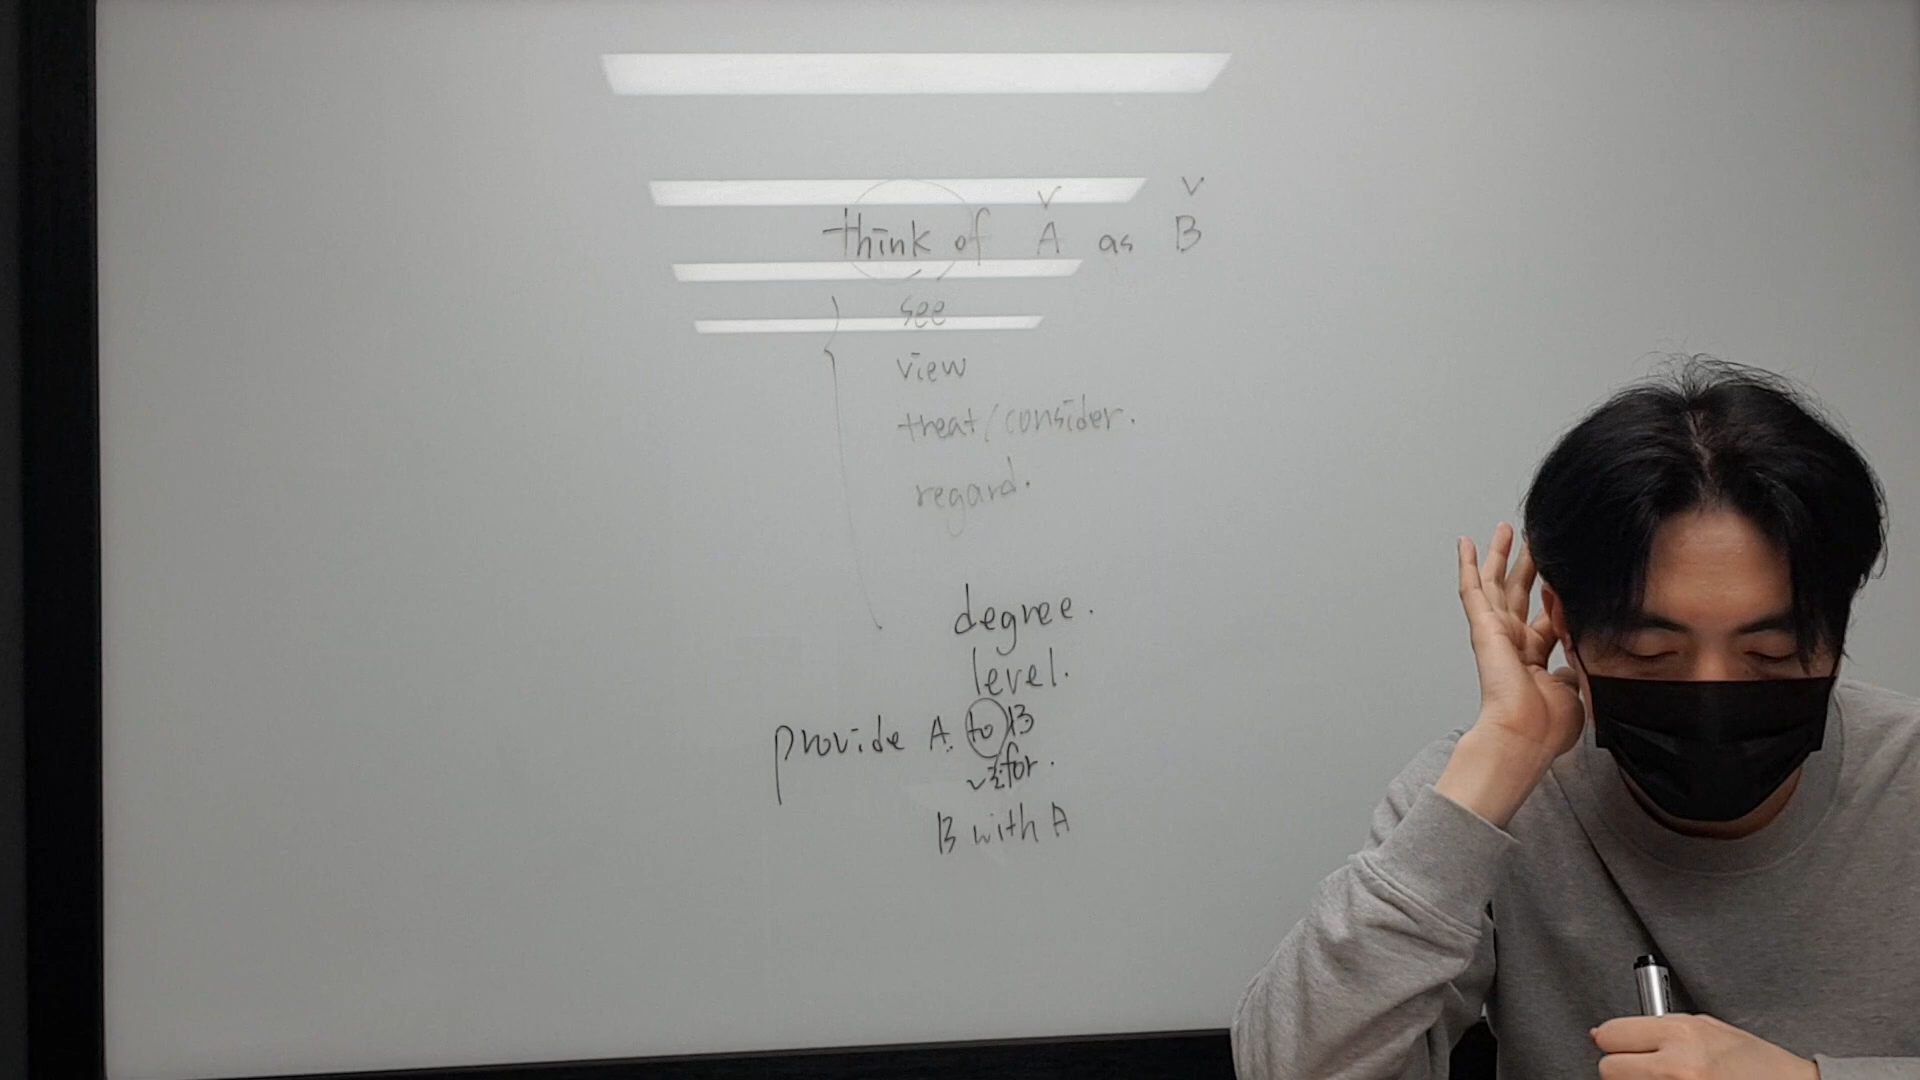 v v
think of A as B
see
view
treat/consider.
regard.
degree.
level.
provide A to B
for.
B with A